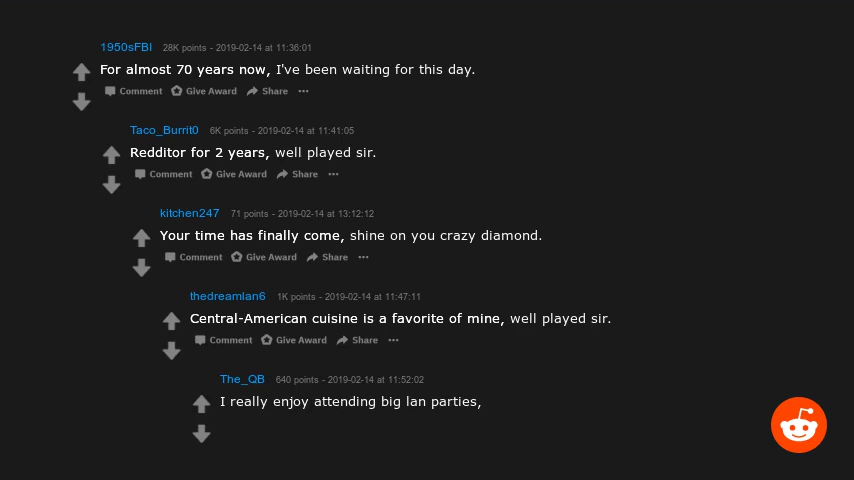 1950sFBI 28K points - 2019-02-14 at 11:36:01
For almost 70 years now, I've been waiting for this day.
Comment Give Award Share ···
Taco_Burrit0 6K points - 2019-02-14 at 11:41:05
Redditor for 2 years, well played sir.
Comment Give Award Share ···
kitchen247 71 points - 2019-02-14 at 13:12:12
Your time has finally come, shine on you crazy diamond.
Comment Give Award Share ···
thedreamlan6 1K points - 2019-02-14 at 11:47:11
Central-American cuisine is a favorite of mine, well played sir.
Comment Give Award Share ···
The_QB 640 points - 2019-02-14 at 11:52:02
I really enjoy attending big lan parties,